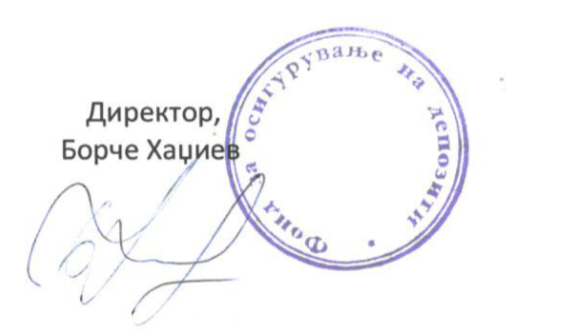 Директор,
Борче Хаџиев
Фонд за осигурување на депозити